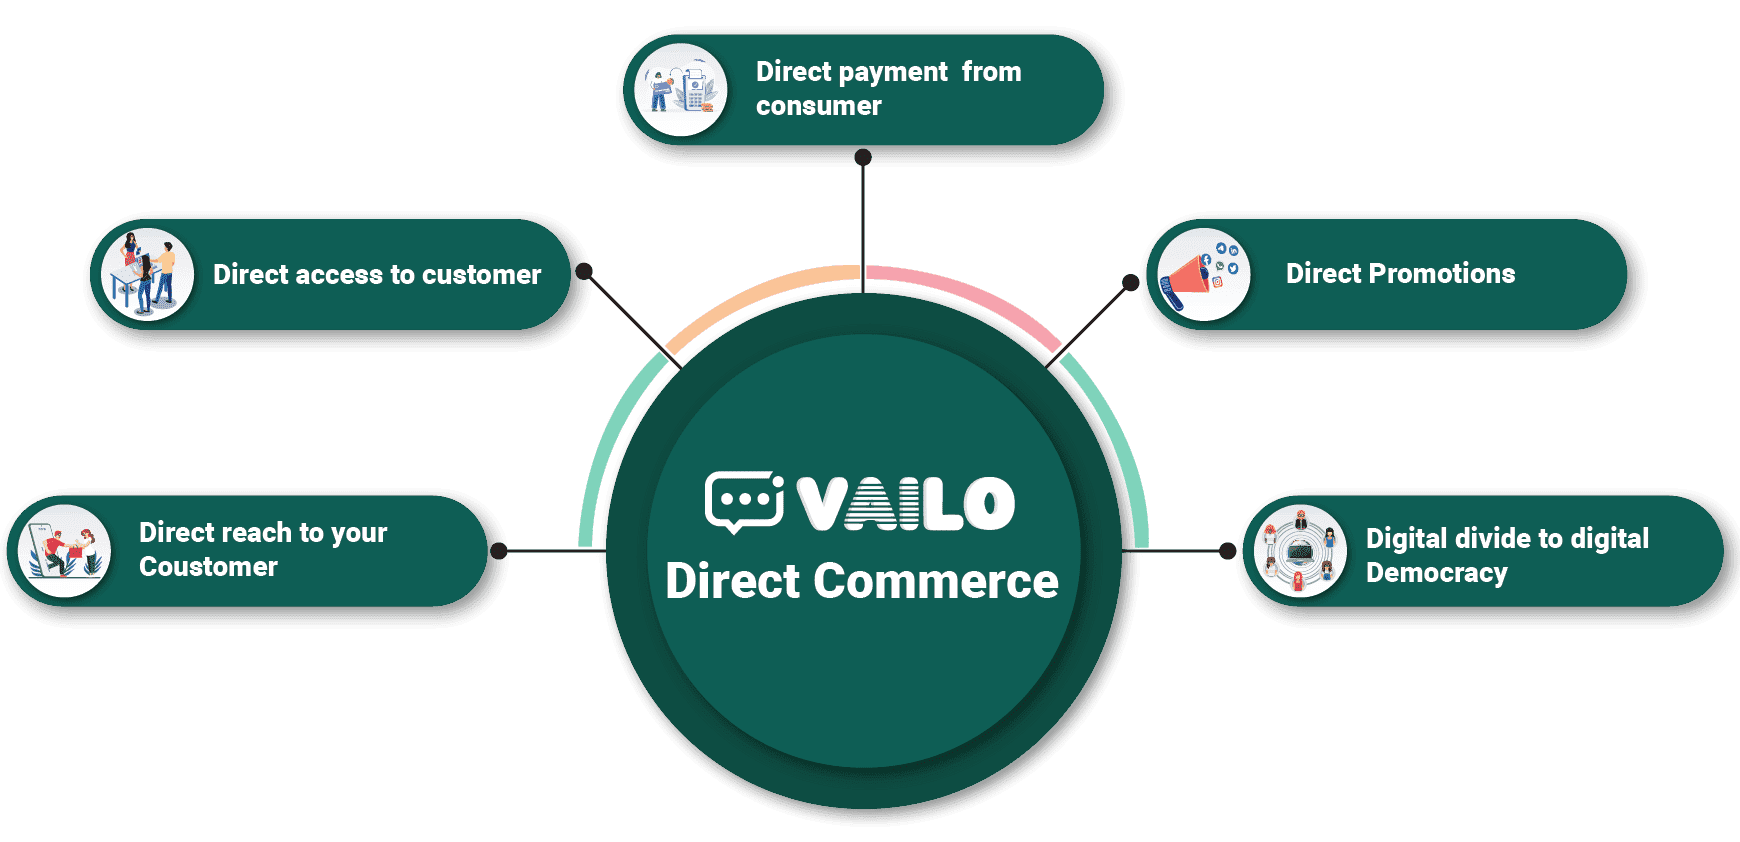 Direct payment  from
consumer
Direct access to customer
Direct Promotions
Direct reach to your
Coustomer
VAILO
Direct Commerce
Digital divide to digital
Democracy